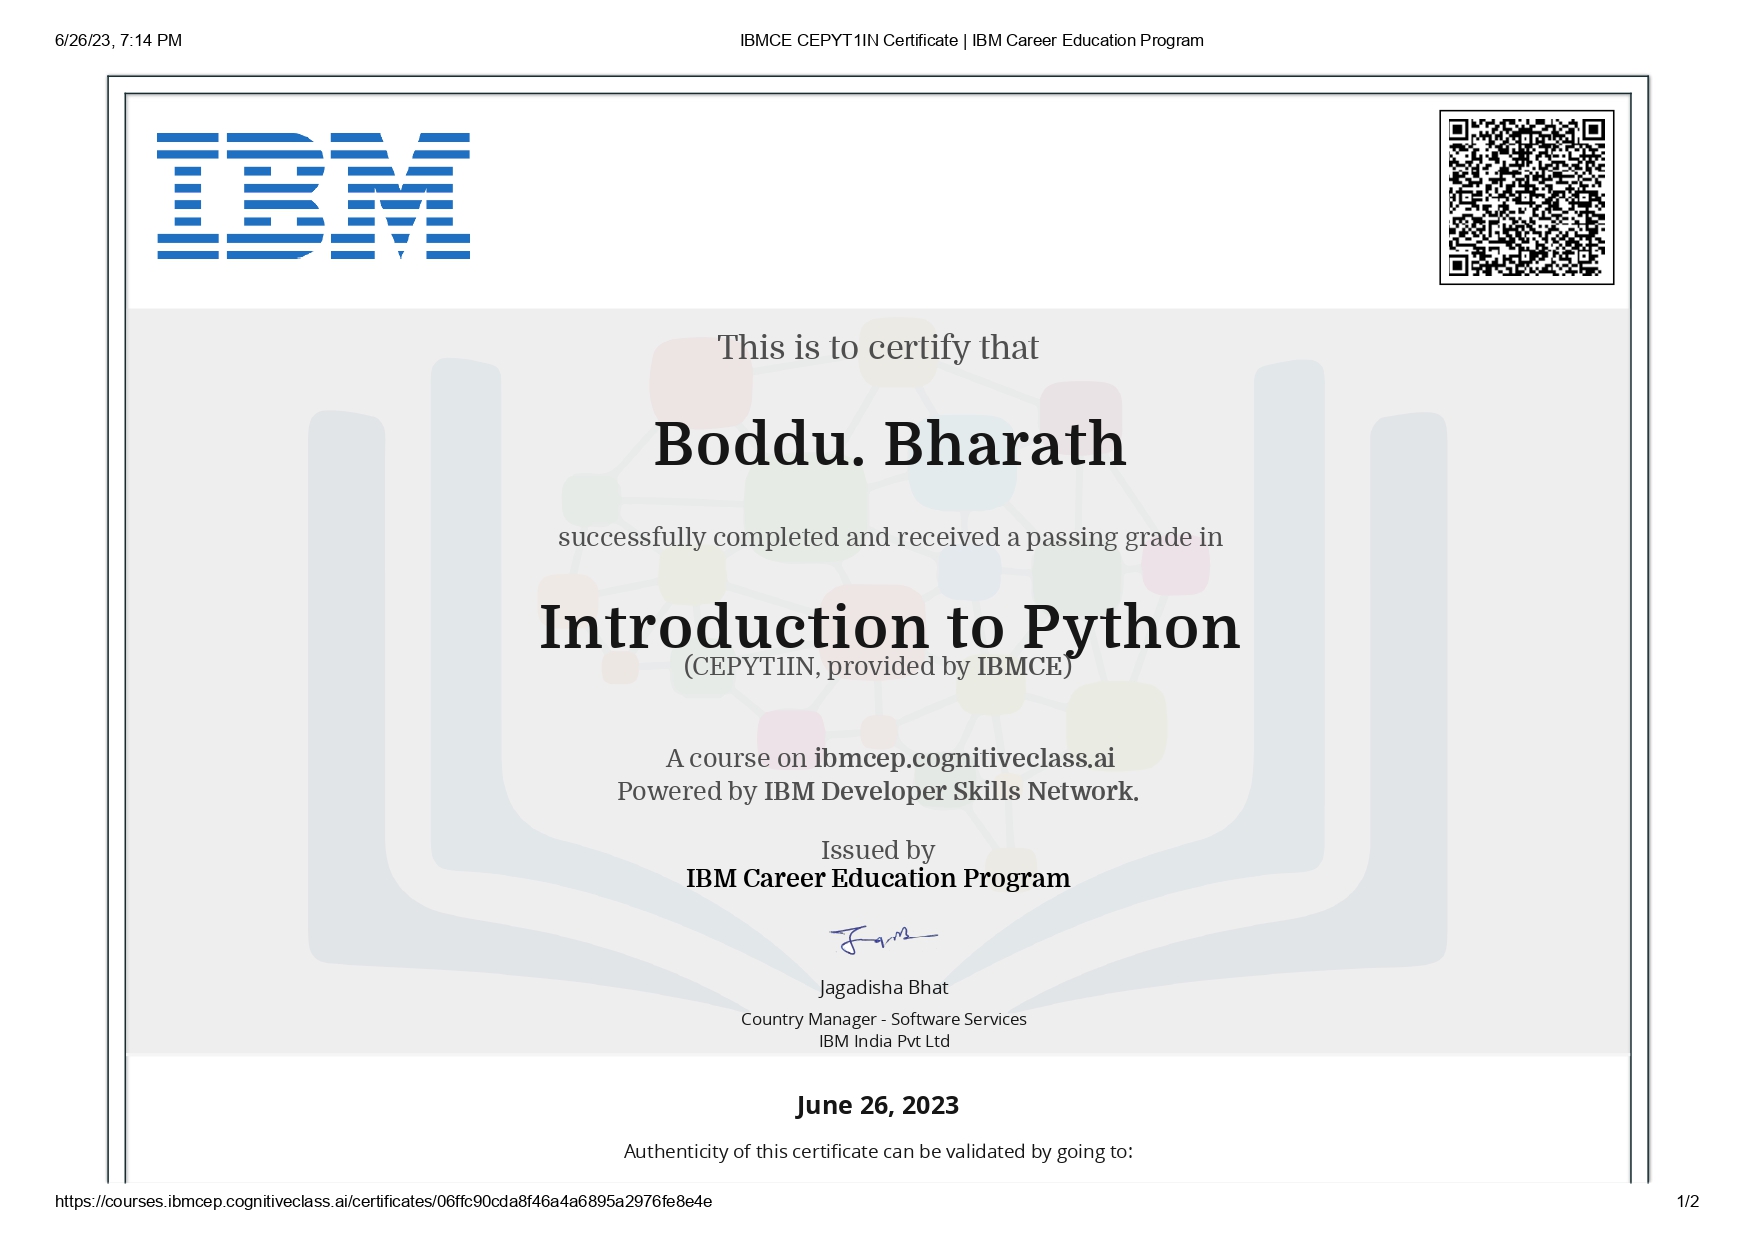 6/26/23, 7:14 PM
IBMCE CEPYT1IN Certificate | IBM Career Education Program
IBM
This is to certify that
Boddu. Bharath
successfully completed and received a passing grade in
Introduction to Python
(CEPYT1IN, provided by IBMCE)
A course on ibmcep.cognitiveclass.ai
Powered by IBM Developer Skills Network.
Issued by
IBM Career Education Program
Jagadisha Bhat
Country Manager - Software Services
IBM India Pvt Ltd
June 26, 2023
Authenticity of this certificate can be validated by going to:
https://courses.ibmcep.cognitiveclass.ai/certificates/06ffc90cda8f46a4a6895a2976fe8e4e
1/2